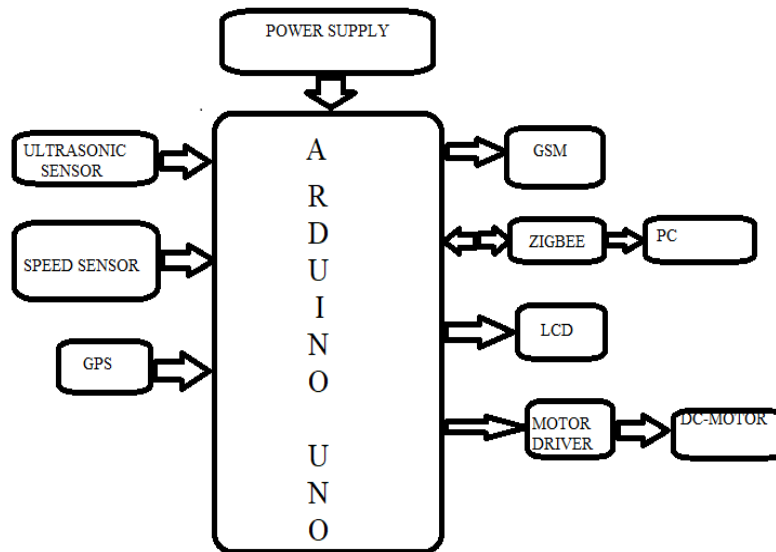 POWER SUPPLY
ULTRASONIC
SENSOR
SPEED SENSOR
GPS
A
R
D
U
I
N
O
U
N
O
GSM
ZIGBEE
PC
LCD
MOTOR
DRIVER
DC-MOTOR